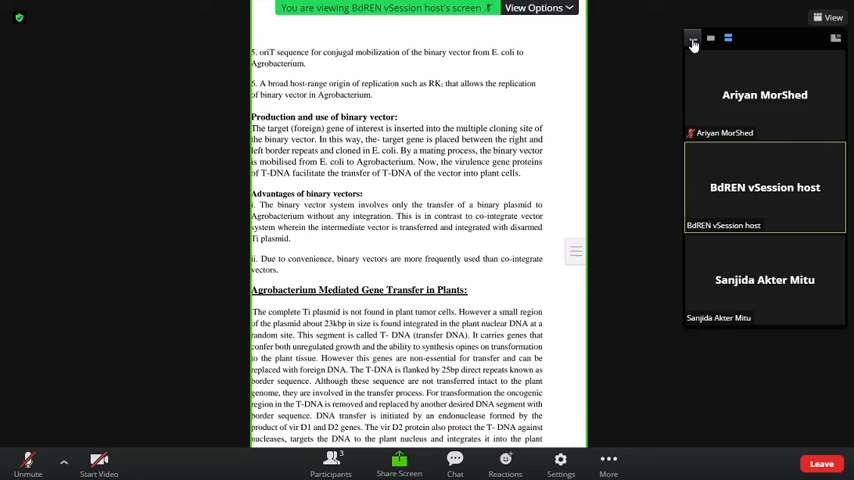 You are viewing BdREN vSession host's screen
View Options
View
5. oriT sequence for conjugal mobilization of the binary vector from E. coli to
Agrobacterium.
6. A broad host-range origin of replication such as RK2 that allows the replication
of binary vector in Agrobacterium.
Production and use of binary vector:
The target (foreign) gene of interest is inserted into the multiple cloning site of
the binary vector. In this way, the- target gene is placed between the right and
left border repeats and cloned in E. coli. By a mating process, the binary vector
is mobilised from E. coli to Agrobacterium. Now, the virulence gene proteins
of T-DNA facilitate the transfer of T-DNA of the vector into plant cells.
Advantages of binary vectors:
i. The binary vector system involves only the transfer of a binary plasmid to
Agrobacterium without any integration. This is in contrast to co-integrate vector
system wherein the intermediate vector is transferred and integrated with disarmed
Ti plasmid.
ii. Due to convenience, binary vectors are more frequently used than co-integrate
vectors.
Agrobacterium Mediated Gene Transfer in Plants:
The complete Ti plasmid is not found in plant tumor cells. However a small region
of the plasmid about 23kbp in size is found integrated in the plant nuclear DNA at a
random site. This segment is called T- DNA (transfer DNA). It carries genes that
confer both unregulated growth and the ability to synthesis opines on transformation
to the plant tissue. However this genes are non-essential for transfer and can be
replaced with foreign DNA. The T-DNA is flanked by 25bp direct repeats known as
border sequence. Although these sequence are not transferred intact to the plant
genome, they are involved in the transfer process. For transformation the oncogenic
region in the T-DNA is removed and replaced by another desired DNA segment with
border sequence. DNA transfer is initiated by an endonuclease formed by the
product of vir D1 and D2 genes. The vir D2 protein also protect the T- DNA against
nucleases, targets the DNA to the plant nucleus and integrates it into the plant
Ariyan MorShed
Ariyan MorShed
BdREN vSession host
BdREN vSession host
Sanjida Akter Mitu
Sanjida Akter Mitu
Unmute
Start Video
Participants
3
Share Screen
Chat
Reactions
Settings
More
Leave